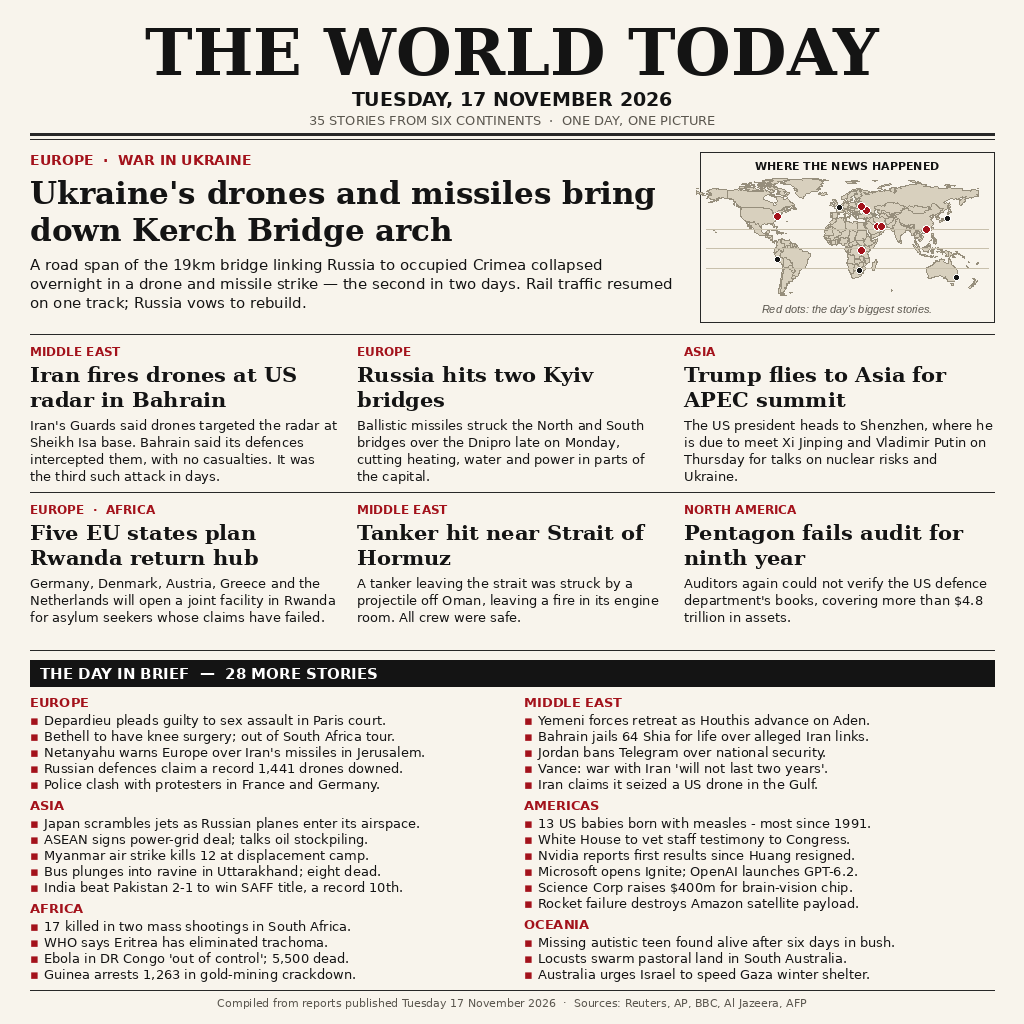 THE WORLD TODAY
TUESDAY, 17 NOVEMBER 2026
35 STORIES FROM SIX CONTINENTS · ONE DAY, ONE PICTURE
EUROPE · WAR IN UKRAINE
Ukraine's drones and missiles bring
down Kerch Bridge arch
A road span of the 19km bridge linking Russia to occupied Crimea collapsed
overnight in a drone and missile strike — the second in two days. Rail traffic resumed
on one track; Russia vows to rebuild.
WHERE THE NEWS HAPPENED
Red dots: the day's biggest stories.
MIDDLE EAST
Iran fires drones at US
radar in Bahrain
Iran's Guards said drones targeted the radar at
Sheikh Isa base. Bahrain said its defences
intercepted them, with no casualties. It was
the third such attack in days.
EUROPE
Russia hits two Kyiv
bridges
Ballistic missiles struck the North and South
bridges over the Dnipro late on Monday,
cutting heating, water and power in parts of
the capital.
ASIA
Trump flies to Asia for
APEC summit
The US president heads to Shenzhen, where he
is due to meet Xi Jinping and Vladimir Putin on
Thursday for talks on nuclear risks and
Ukraine.
EUROPE · AFRICA
Five EU states plan
Rwanda return hub
Germany, Denmark, Austria, Greece and the
Netherlands will open a joint facility in Rwanda
for asylum seekers whose claims have failed.
MIDDLE EAST
Tanker hit near Strait of
Hormuz
A tanker leaving the strait was struck by a
projectile off Oman, leaving a fire in its engine
room. All crew were safe.
NORTH AMERICA
Pentagon fails audit for
ninth year
Auditors again could not verify the US defence
department's books, covering more than $4.8
trillion in assets.
THE DAY IN BRIEF — 28 MORE STORIES
EUROPE
■ Depardieu pleads guilty to sex assault in Paris court.
■ Bethell to have knee surgery; out of South Africa tour.
■ Netanyahu warns Europe over Iran's missiles in Jerusalem.
■ Russian defences claim a record 1,441 drones downed.
■ Police clash with protesters in France and Germany.
ASIA
■ Japan scrambles jets as Russian planes enter its airspace.
■ ASEAN signs power-grid deal; talks oil stockpiling.
■ Myanmar air strike kills 12 at displacement camp.
■ Bus plunges into ravine in Uttarakhand; eight dead.
■ India beat Pakistan 2-1 to win SAFF title, a record 10th.
AFRICA
■ 17 killed in two mass shootings in South Africa.
■ WHO says Eritrea has eliminated trachoma.
■ Ebola in DR Congo 'out of control'; 5,500 dead.
■ Guinea arrests 1,263 in gold-mining crackdown.
MIDDLE EAST
■ Yemeni forces retreat as Houthis advance on Aden.
■ Bahrain jails 64 Shia for life over alleged Iran links.
■ Jordan bans Telegram over national security.
■ Vance: war with Iran 'will not last two years'.
■ Iran claims it seized a US drone in the Gulf.
AMERICAS
■ 13 US babies born with measles - most since 1991.
■ White House to vet staff testimony to Congress.
■ Nvidia reports first results since Huang resigned.
■ Microsoft opens Ignite; OpenAI launches GPT-6.2.
■ Science Corp raises $400m for brain-vision chip.
■ Rocket failure destroys Amazon satellite payload.
OCEANIA
■ Missing autistic teen found alive after six days in bush.
■ Locusts swarm pastoral land in South Australia.
■ Australia urges Israel to speed Gaza winter shelter.
Compiled from reports published Tuesday 17 November 2026 · Sources: Reuters, AP, BBC, Al Jazeera, AFP